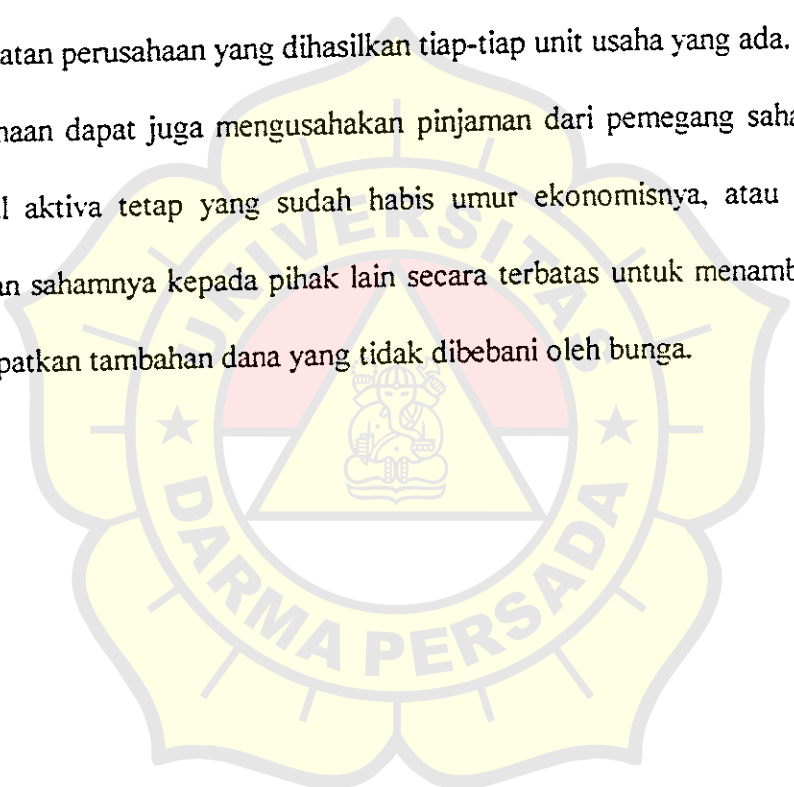 atan perusahaan yang dihasilkan tiap-tiap unit usaha yang ada.
haan dapat juga mengusahakan pinjaman dari pemegang saha
l aktiva tetap yang sudah habis umur ekonomisnya, atau
an sahamnya kepada pihak lain secara terbatas untuk menamb
patkan tambahan dana yang tidak dibebani oleh bunga.
UNIVERSITAS
DARMA PERSADA